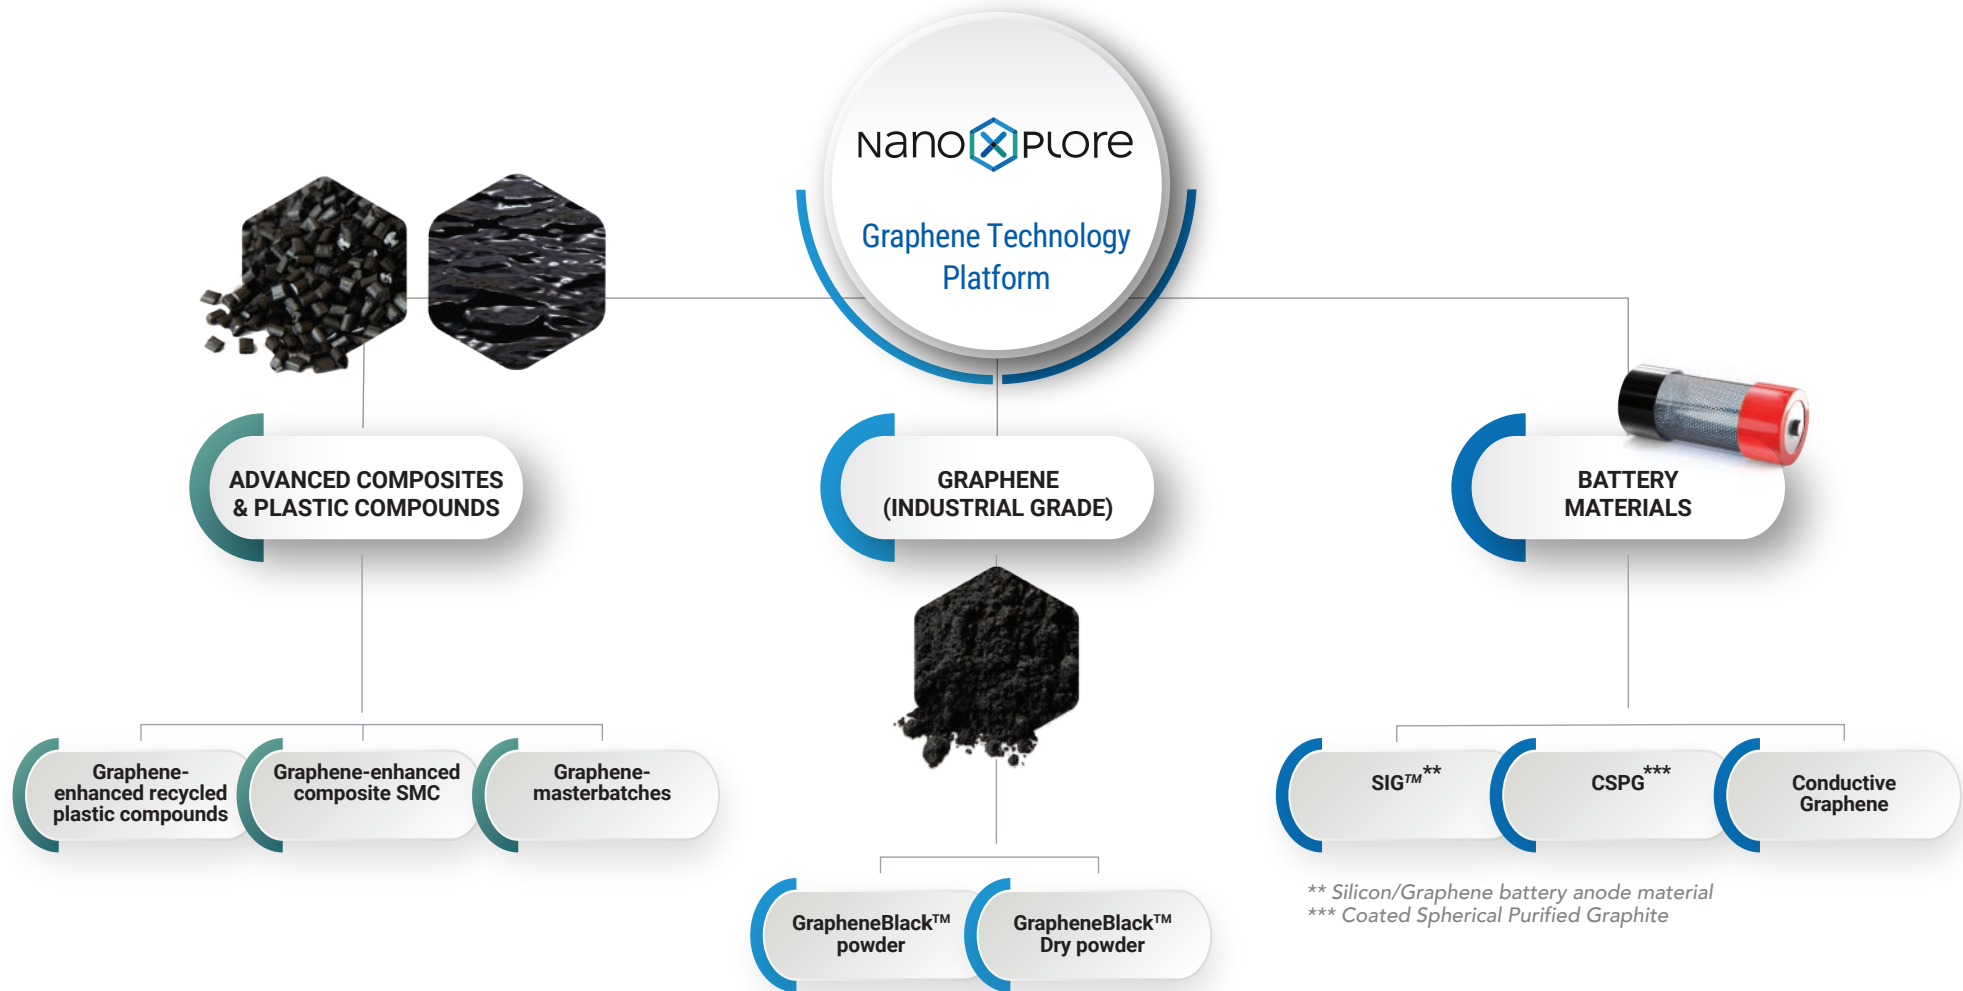 NanoXplore
Graphene Technology
Platform
ADVANCED COMPOSITES
& PLASTIC COMPOUNDS
GRAPHENE
(INDUSTRIAL GRADE)
BATTERY
MATERIALS
Graphene-
enhanced recycled
plastic compounds
Graphene-enhanced
composite SMC
Graphene-
masterbatches
SIG™**
CSPG***
Conductive
Graphene
GrapheneBlack™
powder
GrapheneBlack™
Dry powder
** Silicon/Graphene battery anode material
*** Coated Spherical Purified Graphite